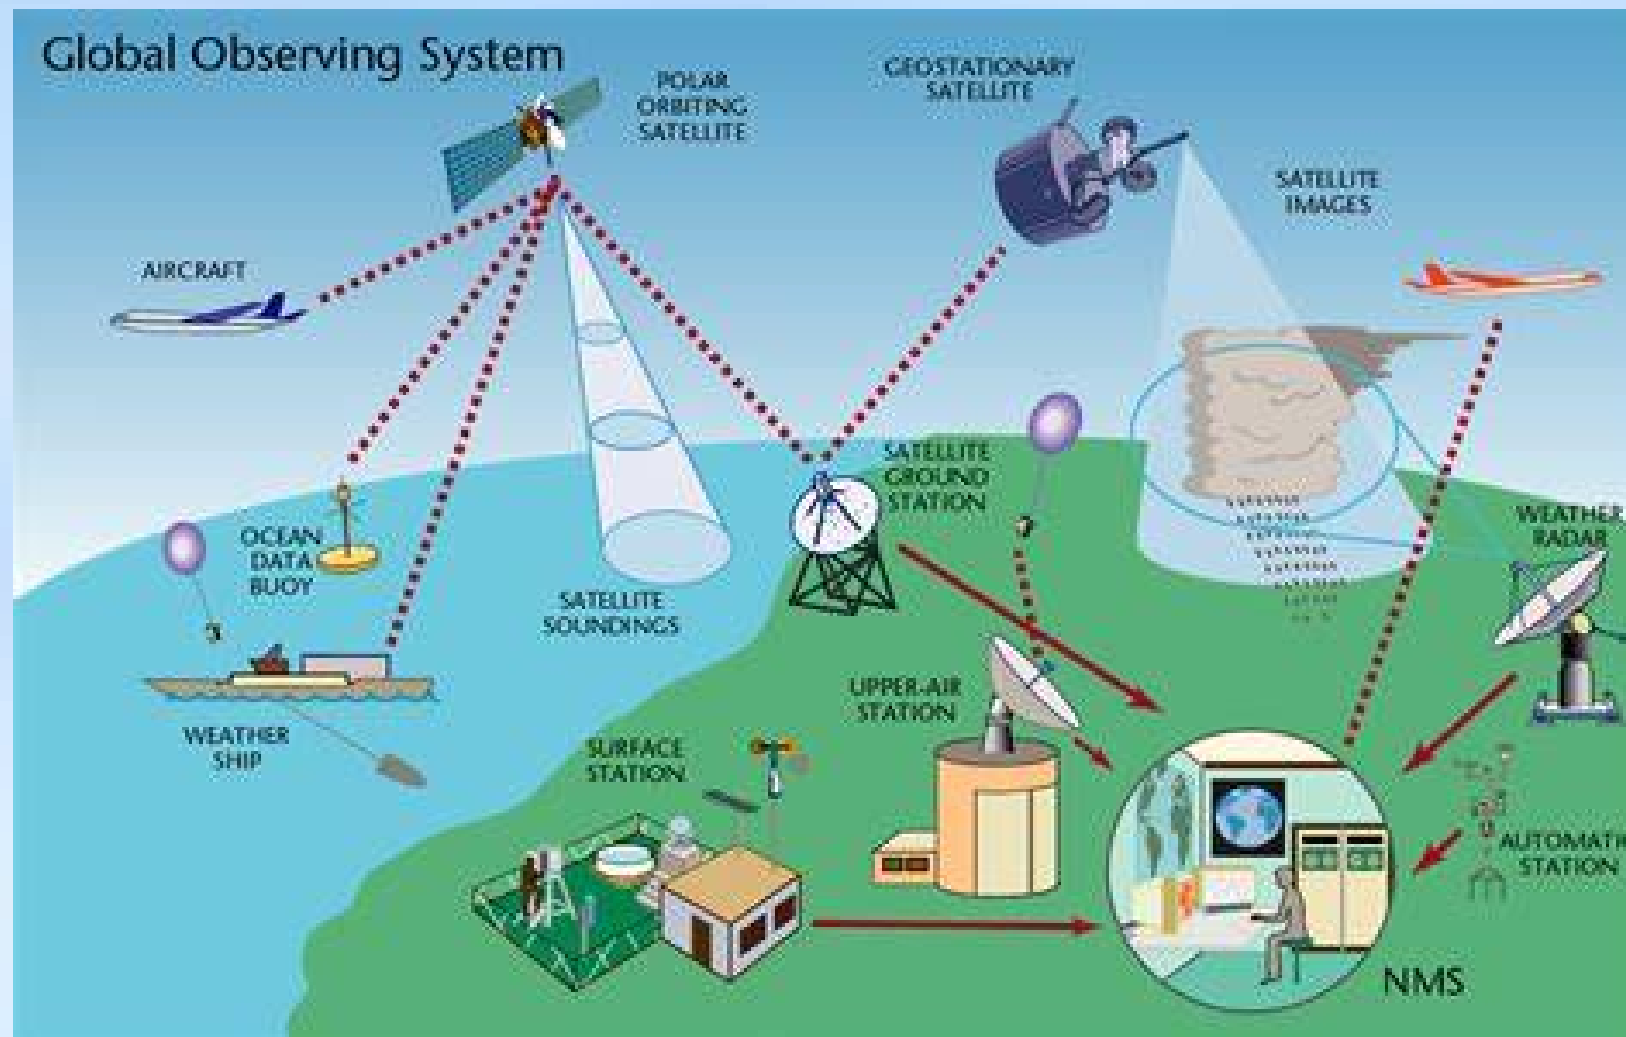 Global Observing System
POLAR
ORBITING
SATELLITE
GEOSTATIONARY
SATELLITE
SATELLITE
IMAGES
AIRCRAFT
SATELLITE
GROUND
STATION
OCEAN
DATA
BUOY
WEATHER
RADAR
SATELLITE
SOUNDINGS
UPPER-AIR
STATION
WEATHER
SHIP
SURFACE
STATION
AUTOMATIC
STATION
NMS